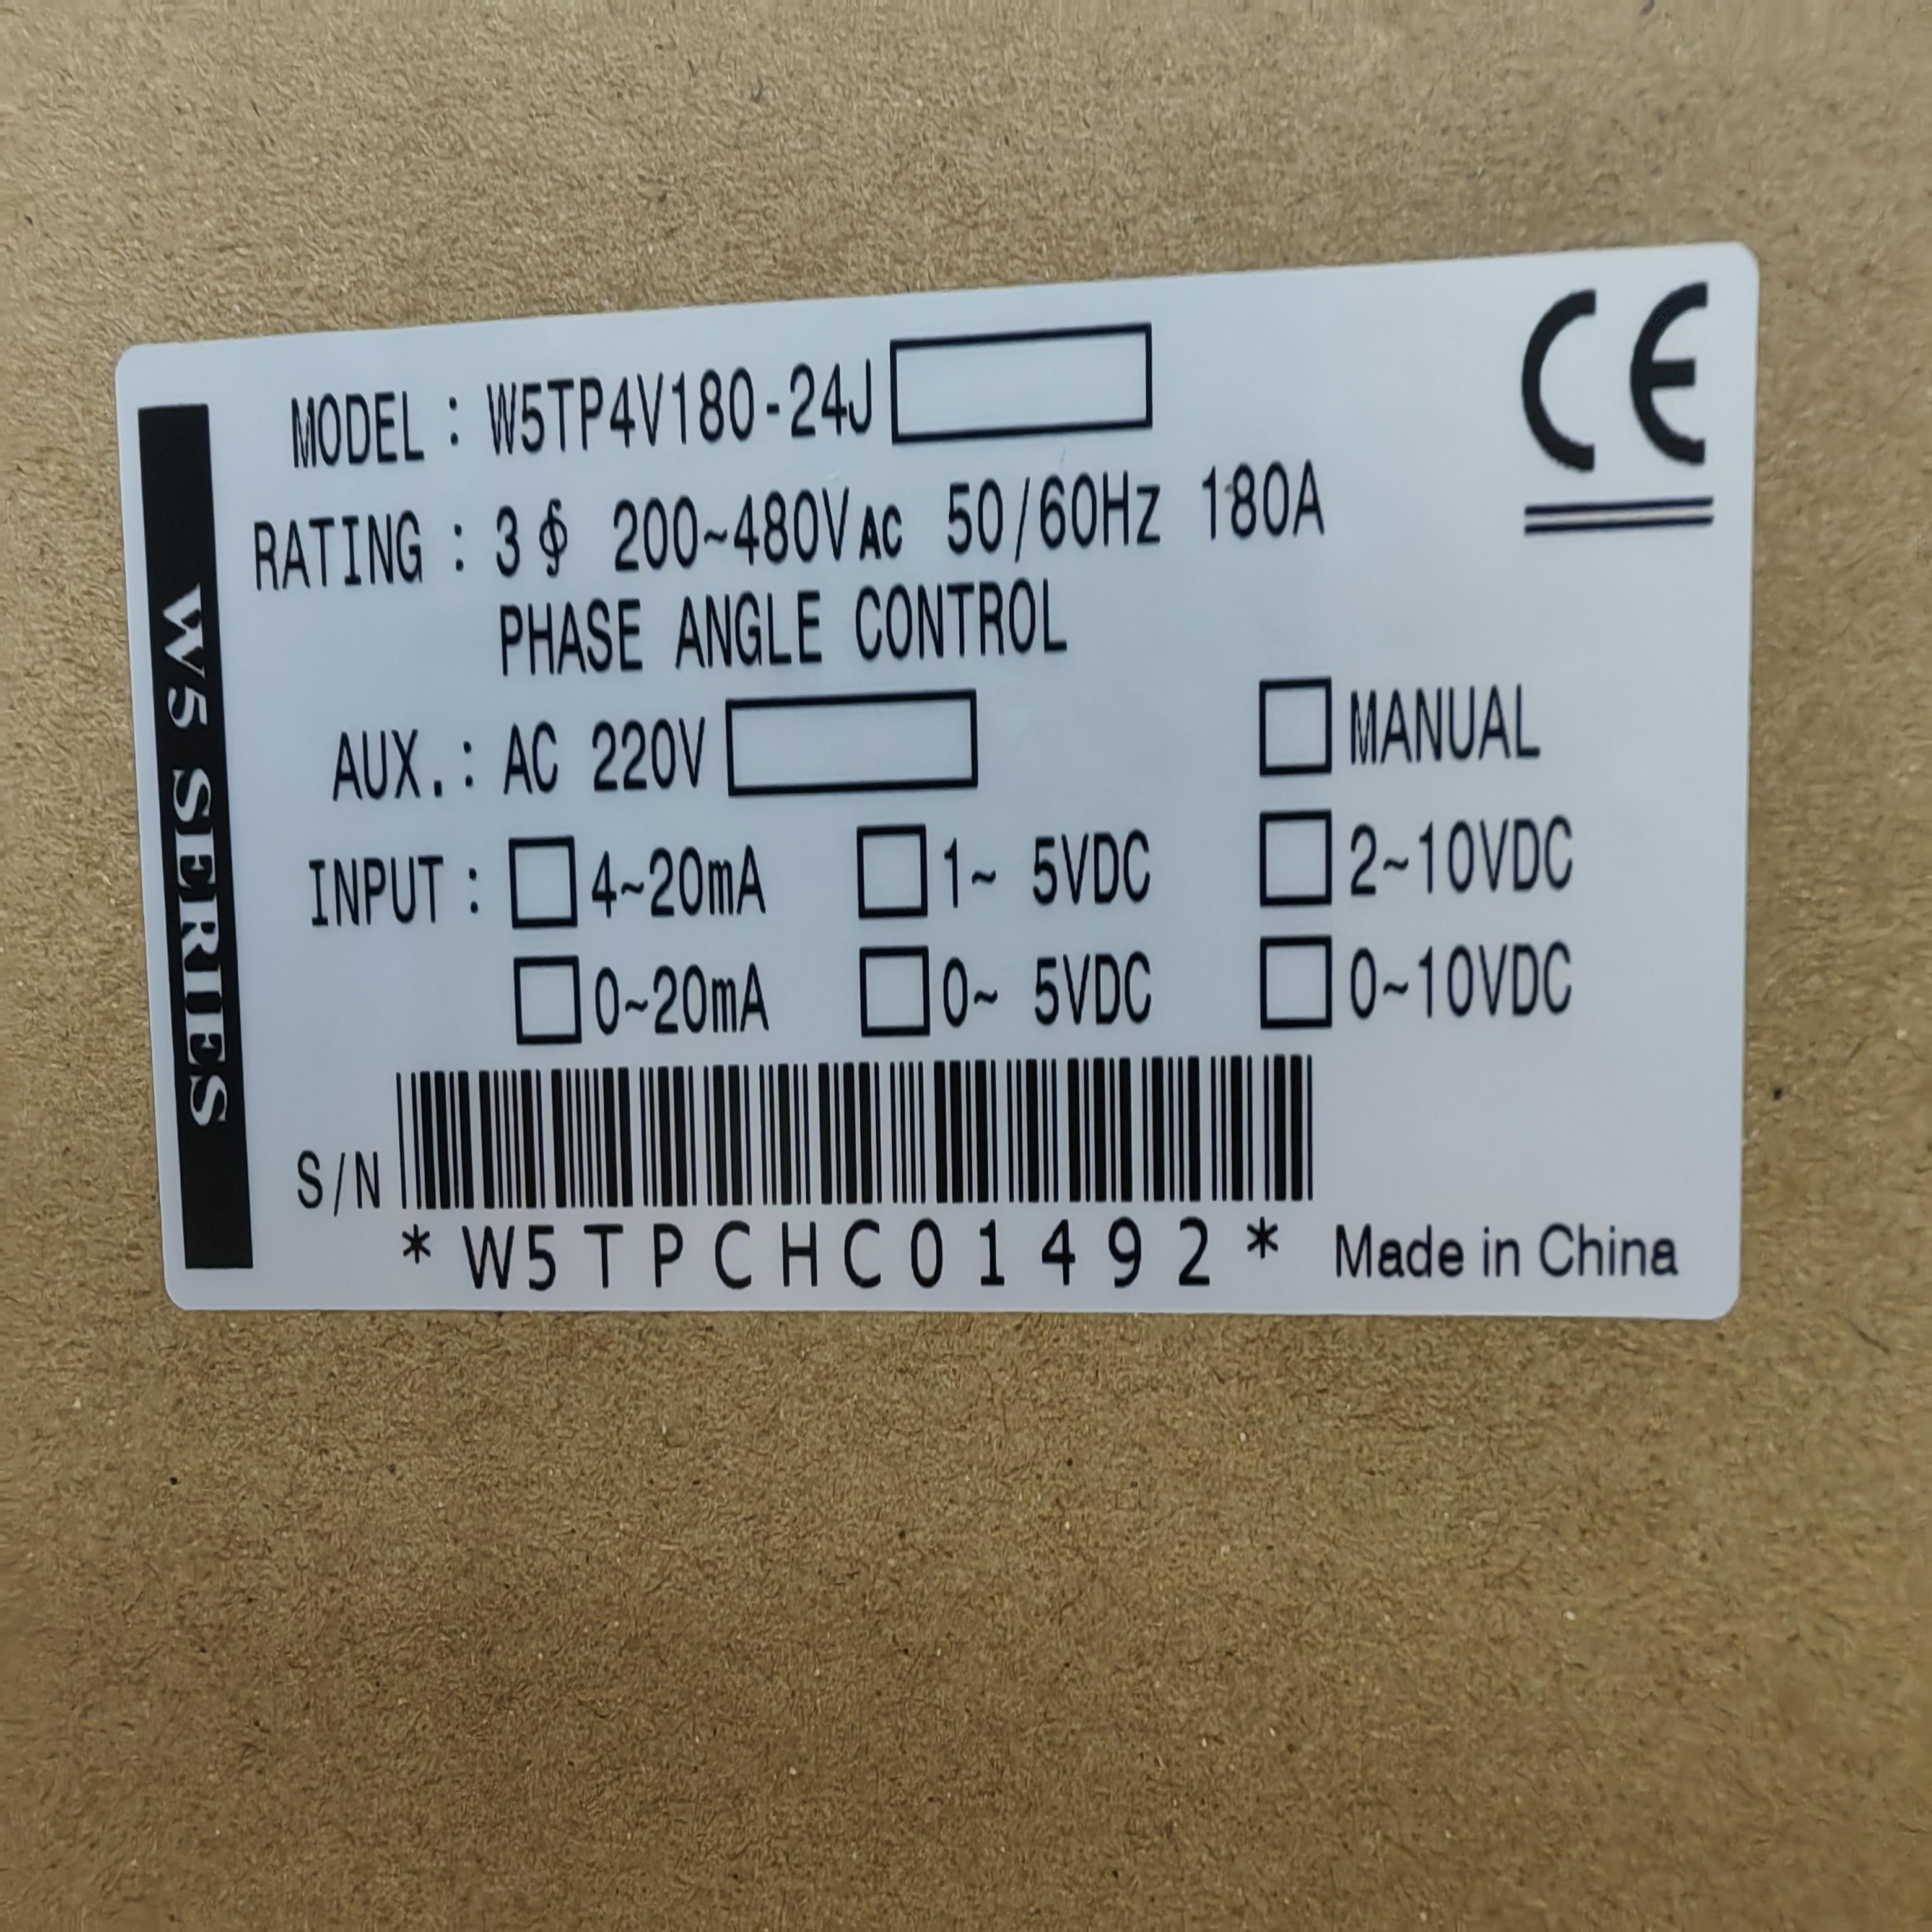 W5 SERIES
MODEL : W5TP4V180-24J
CE
RATING : 3 ∮ 200~480VAC 50/60Hz 180A
PHASE ANGLE CONTROL
AUX. : AC 220V □ MANUAL
INPUT : □ 4~20mA □ 1~ 5VDC □ 2~10VDC
□ 0~20mA □ 0~ 5VDC □ 0~10VDC
S/N
*W5TPCHC01492* Made in China